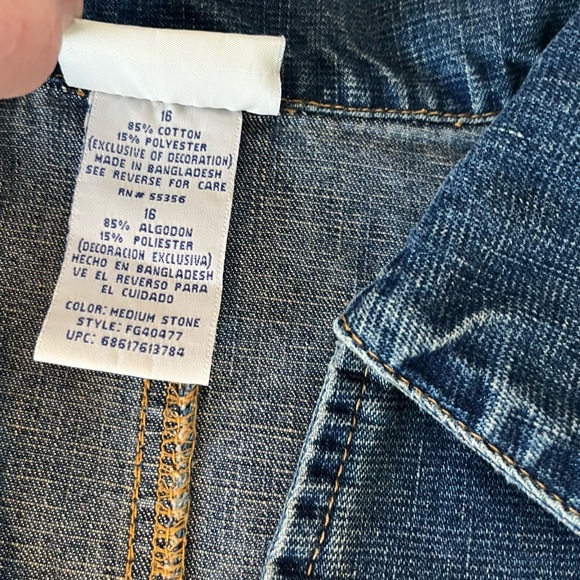 16
85% COTTON
15% POLYESTER
(EXCLUSIVE OF DECORATION)
MADE IN BANGLADESH
SEE REVERSE FOR CARE
RN# 55356
16
85% ALGODON
15% POLIESTER
(DECORACION EXCLUSIVA)
HECHO EN BANGLADESH
VE EL REVERSO PARA
EL CUIDADO
COLOR: MEDIUM STONE
STYLE: FG40477
UPC: 68617613784